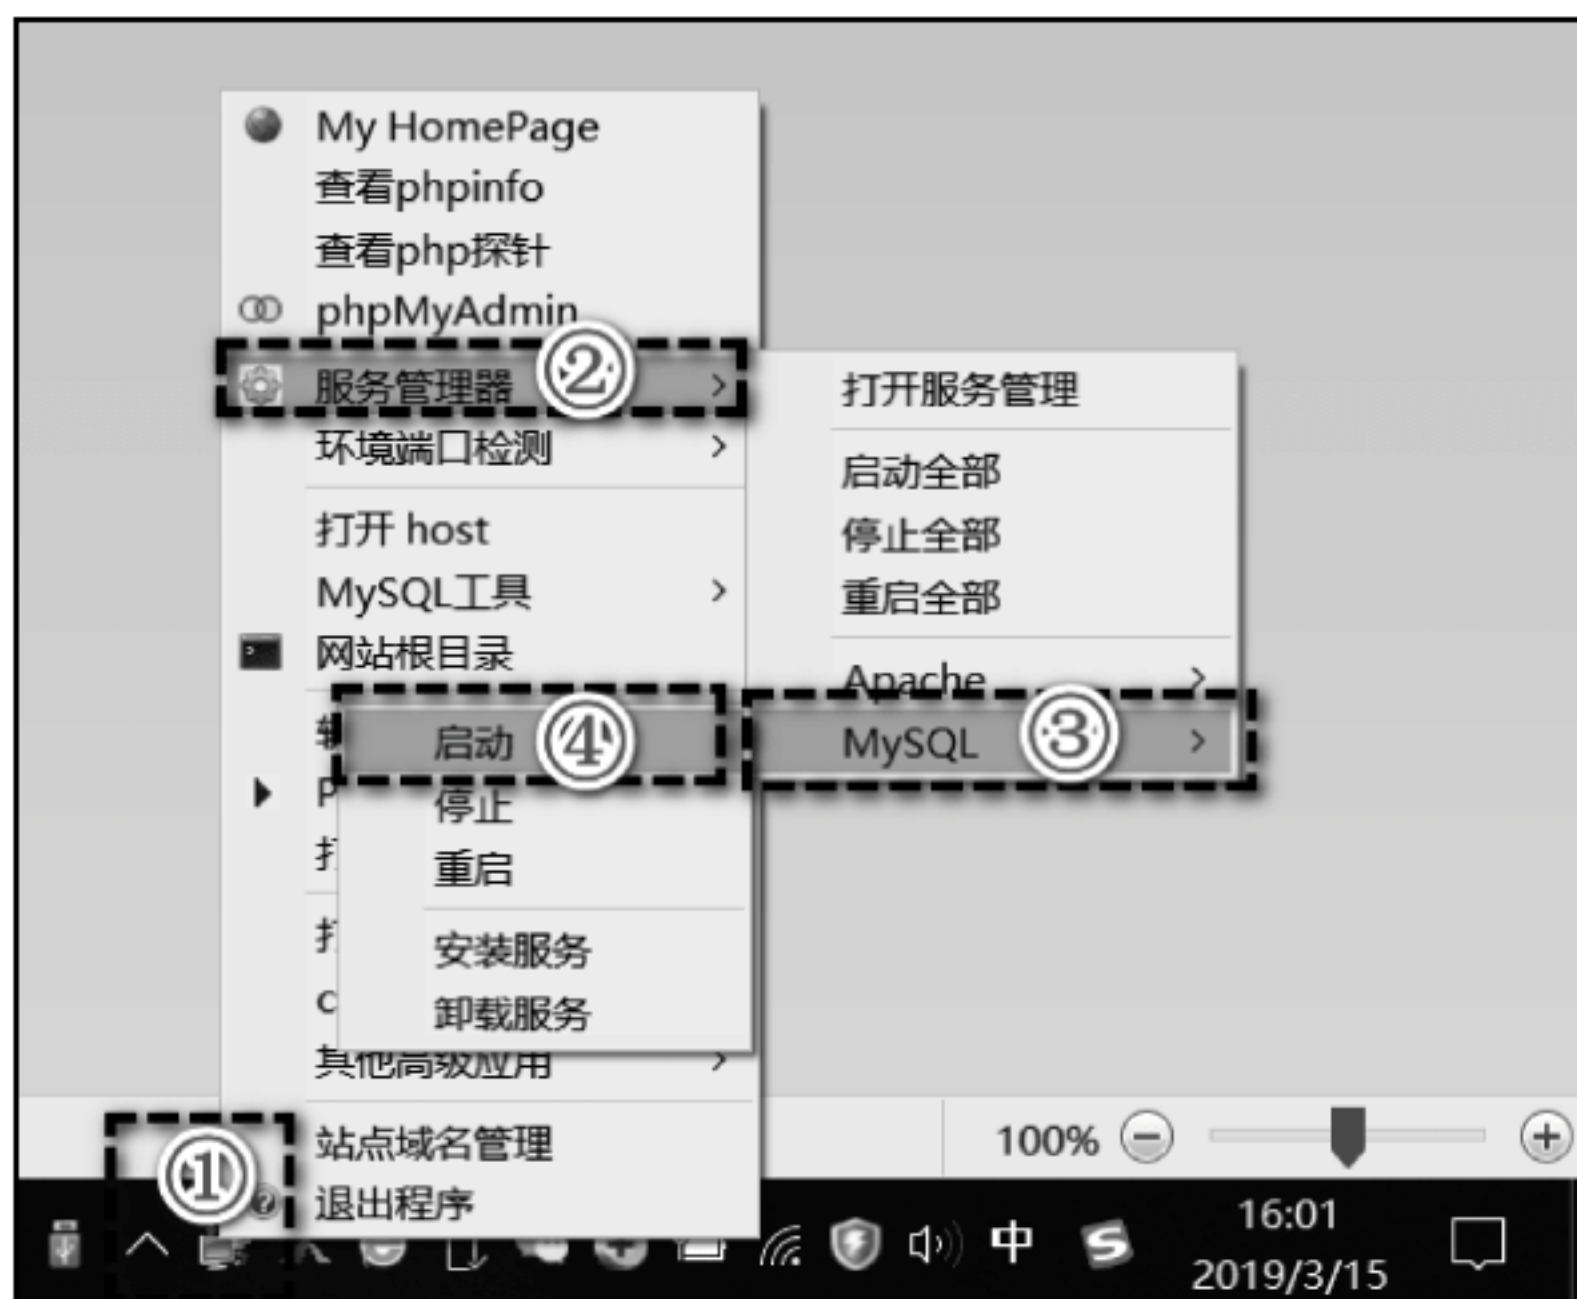 My HomePage
查看phpinfo
查看php探针
phpMyAdmin
服务管理器 ②
环境端口检测
打开 host
MySQL工具
网站根目录
打开服务管理
启动全部
停止全部
重启全部
Apache
MySQL ③
启动 ④
停止
重启
安装服务
卸载服务
其他高级应用
站点域名管理
退出程序
①
100%
中
16:01
2019/3/15